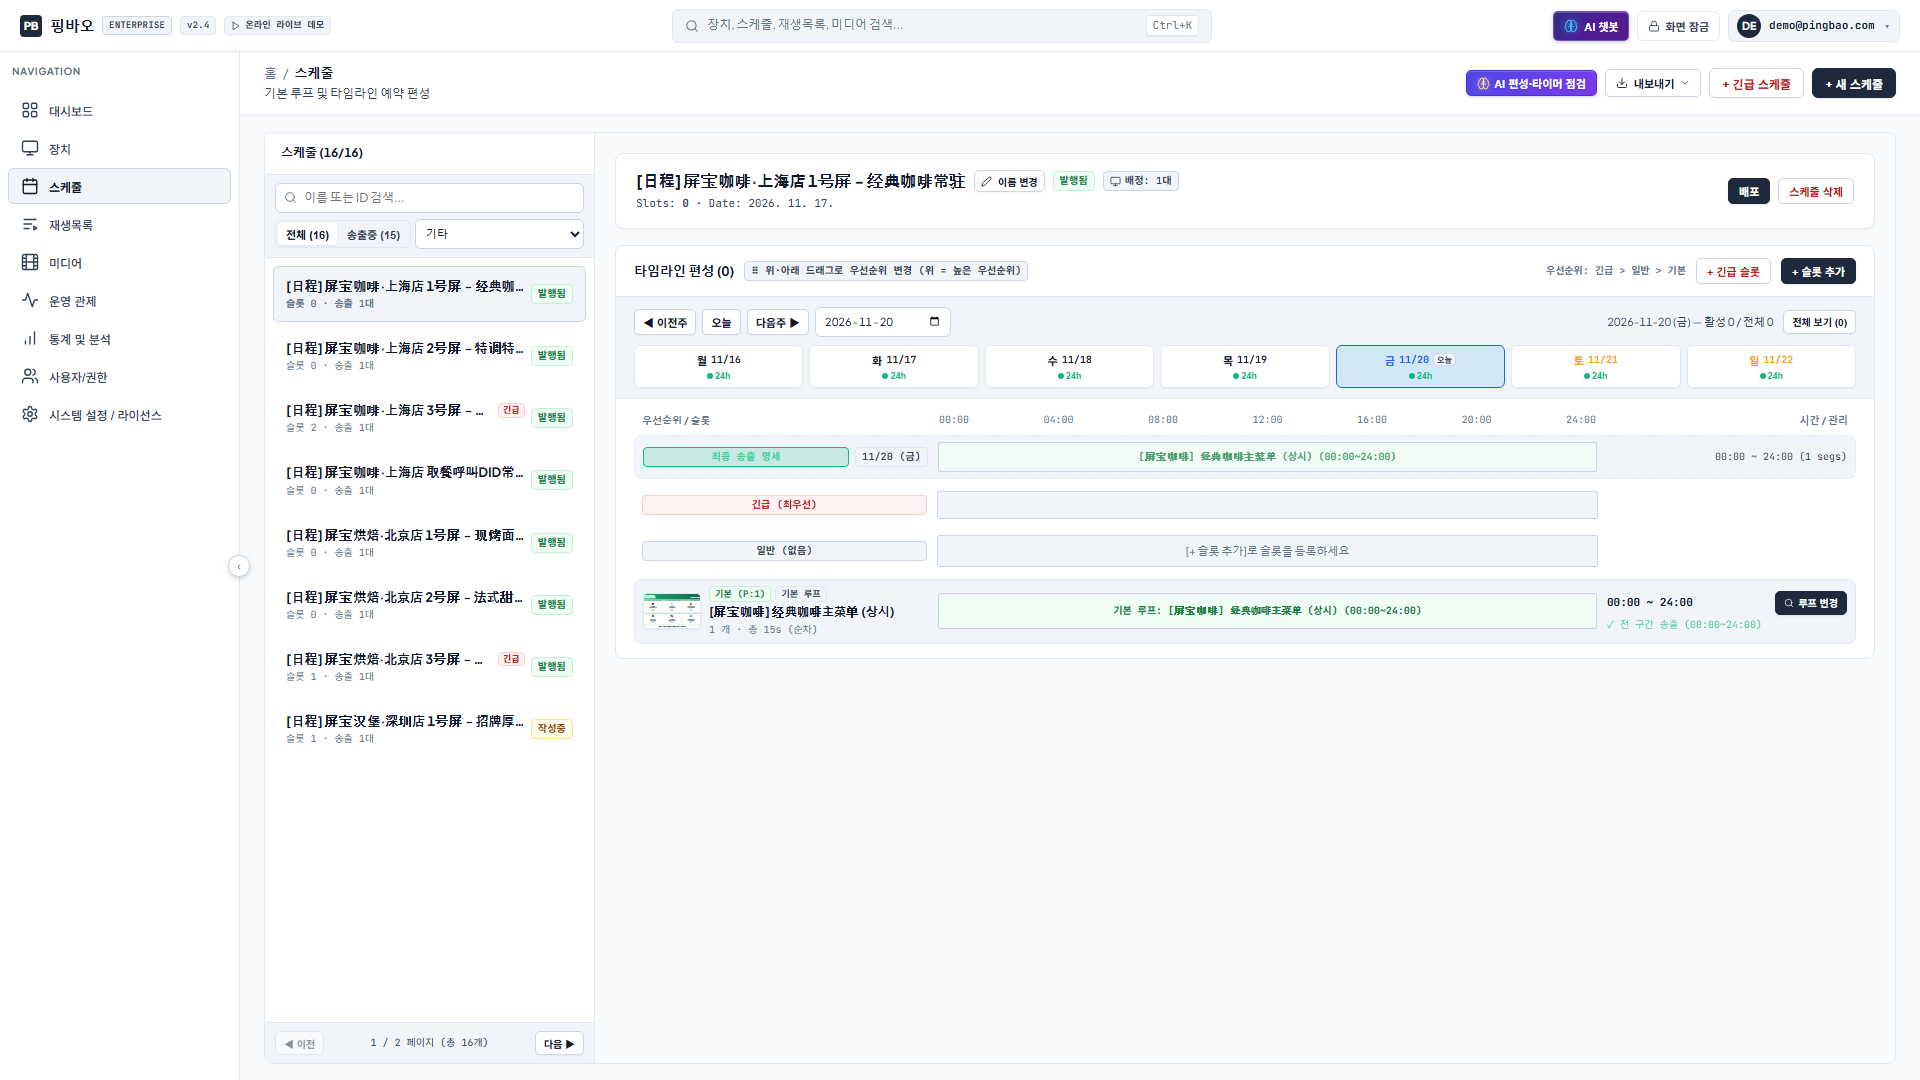 PB 핑바오 ENTERPRISE v2.4 온라인 라이브 데모
장치, 스케줄, 재생목록, 미디어 검색... Ctrl+K
AI 챗봇 화면 잠금 DE demo@pingbao.com
NAVIGATION
대시보드
장치
스케줄
재생목록
미디어
운영 관제
통계 및 분석
사용자/권한
시스템 설정 / 라이선스
홈 / 스케줄
기본 루프 및 타임라인 예약 편성
AI 편성·타이머 점검 내보내기 + 긴급 스케줄 + 새 스케줄
스케줄 (16/16)
이름 또는 ID 검색...
전체 (16) 송출중 (15) 기타
[日程] 屏宝咖啡·上海店 1号屏 – 经典咖... 발행됨
슬롯 0 · 송출 1대
[日程] 屏宝咖啡·上海店 2号屏 – 特调特... 발행됨
슬롯 0 · 송출 1대
[日程] 屏宝咖啡·上海店 3号屏 – ... 긴급 발행됨
슬롯 2 · 송출 1대
[日程] 屏宝咖啡·上海店 取餐呼叫DID常... 발행됨
슬롯 0 · 송출 1대
[日程] 屏宝烘焙·北京店 1号屏 – 现烤面... 발행됨
슬롯 0 · 송출 1대
[日程] 屏宝烘焙·北京店 2号屏 – 法式甜... 발행됨
슬롯 0 · 송출 1대
[日程] 屏宝烘焙·北京店 3号屏 – ... 긴급 발행됨
슬롯 1 · 송출 1대
[日程] 屏宝汉堡·深圳店 1号屏 – 招牌厚... 작성중
슬롯 1 · 송출 1대
◀ 이전 1 / 2 페이지 (총 16개) 다음 ▶
[日程] 屏宝咖啡·上海店 1号屏 – 经典咖啡常驻 이름 변경 발행됨 배정: 1대
Slots: 0 · Date: 2026. 11. 17.
배포 스케줄 삭제
타임라인 편성 (0) ⠿ 위·아래 드래그로 우선순위 변경 (위 = 높은 우선순위)
우선순위: 긴급 > 일반 > 기본 + 긴급 슬롯 + 슬롯 추가
◀ 이전주 오늘 다음주 ▶ 2026-11-20
2026-11-20 (금) — 활성 0 / 전체 0 전체 보기 (0)
월 11/16 화 11/17 수 11/18 목 11/19 금 11/20 오늘 토 11/21 일 11/22
24h 24h 24h 24h 24h 24h 24h
우선순위 / 슬롯 00:00 04:00 08:00 12:00 16:00 20:00 24:00 시간 / 관리
최종 송출 명세 11/20 (금) [屏宝咖啡] 经典咖啡主菜单 (상시) (00:00~24:00) 00:00 ~ 24:00 (1 segs)
긴급 (최우선)
일반 (없음) [+ 슬롯 추가]로 슬롯을 등록하세요
기본 (P:1) 기본 루프
[屏宝咖啡] 经典咖啡主菜单 (상시)
1 개 · 총 15s (순차)
기본 루프: [屏宝咖啡] 经典咖啡主菜单 (상시) (00:00~24:00)
00:00 ~ 24:00
✓ 전 구간 송출 (00:00~24:00)
루프 변경